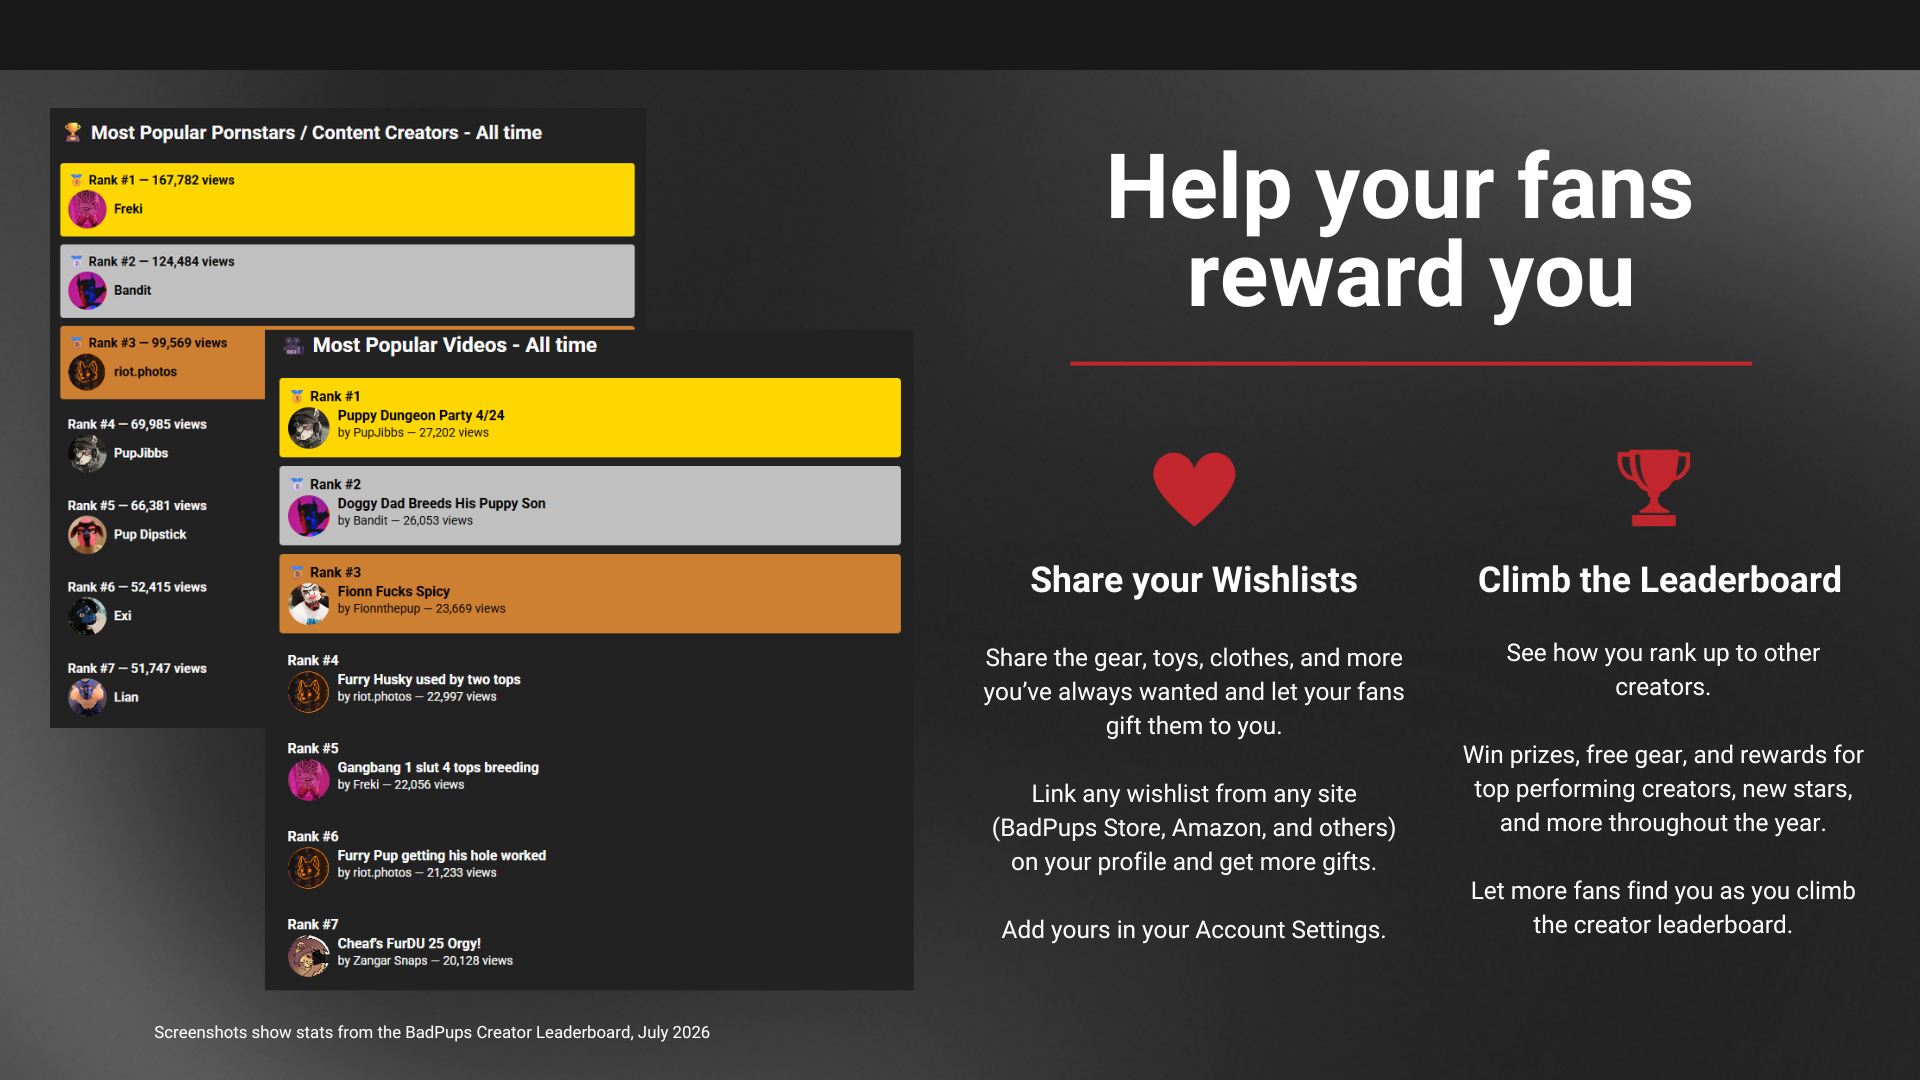 Most Popular Pornstars / Content Creators - All time
Rank #1 — 167,782 views
Freki
Rank #2 — 124,484 views
Bandit
Rank #3 — 99,569 views
riot.photos
Rank #4 — 69,985 views
PupJibbs
Rank #5 — 66,381 views
Pup Dipstick
Rank #6 — 52,415 views
Exi
Rank #7 — 51,747 views
Lian
Most Popular Videos - All time
Rank #1
Puppy Dungeon Party 4/24
by PupJibbs — 27,202 views
Rank #2
Doggy Dad Breeds His Puppy Son
by Bandit — 26,053 views
Rank #3
Fionn Fucks Spicy
by Fionnthepup — 23,669 views
Rank #4
Furry Husky used by two tops
by riot.photos — 22,997 views
Rank #5
Gangbang 1 slut 4 tops breeding
by Freki — 22,056 views
Rank #6
Furry Pup getting his hole worked
by riot.photos — 21,233 views
Rank #7
Cheaf's FurDU 25 Orgy!
by Zangar Snaps — 20,128 views
Screenshots show stats from the BadPups Creator Leaderboard, July 2026
Help your fans
reward you
Share your Wishlists
Share the gear, toys, clothes, and more
you've always wanted and let your fans
gift them to you.
Link any wishlist from any site
(BadPups Store, Amazon, and others)
on your profile and get more gifts.
Add yours in your Account Settings.
Climb the Leaderboard
See how you rank up to other
creators.
Win prizes, free gear, and rewards for
top performing creators, new stars,
and more throughout the year.
Let more fans find you as you climb
the creator leaderboard.